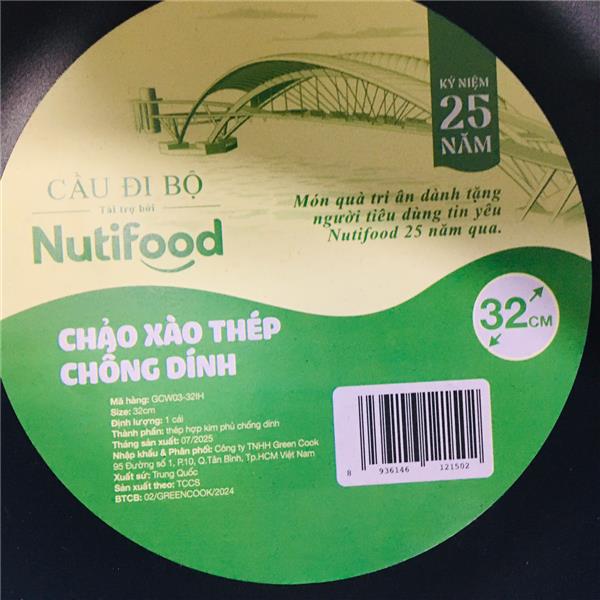 KỶ NIỆM
25
NĂM
CẦU ĐI BỘ
Tài trợ bởi
Nutifood
Món quà tri ân dành tặng
người tiêu dùng tin yêu
Nutifood 25 năm qua.
32CM
CHẢO XÀO THÉP
CHỐNG DÍNH
Mã hàng: GCW03-32IH
Size: 32cm
Định lượng: 1 cái
Thành phần: thép hợp kim phủ chống dính
Tháng sản xuất: 07/2025
Nhập khẩu & Phân phối: Công ty TNHH Green Cook
95 Đường số 1, P.10, Q.Tân Bình, Tp.HCM Việt Nam
Xuất sứ: Trung Quốc
Sản xuất theo: TCCS
BTCB: 02/GREENCOOK/2024
8 936146 121502